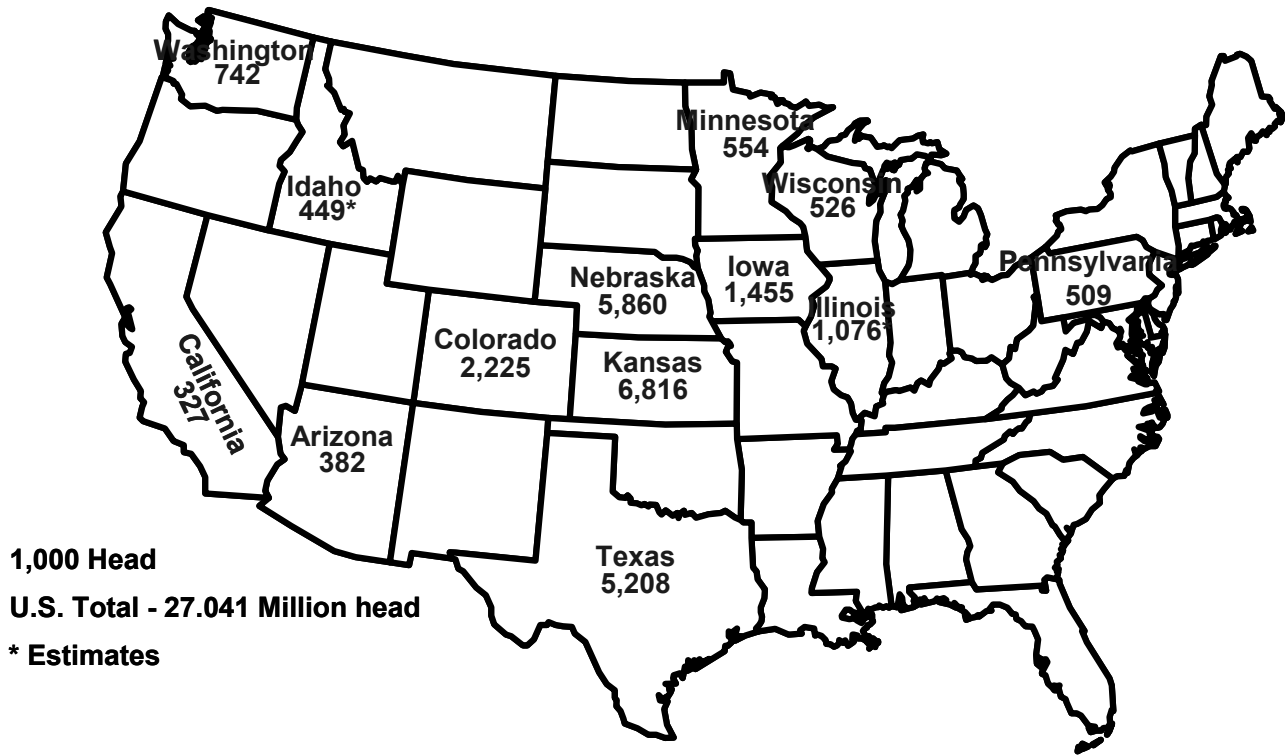 Washington
742
Minnesota
554
Idaho
449*
Wisconsin
526
Nebraska
5,860
Iowa
1,455
Illinois
1,076*
Pennsylvania
509
Colorado
2,225
Kansas
6,816
California
327
Arizona
382
Texas
5,208
1,000 Head
U.S. Total - 27.041 Million head
* Estimates